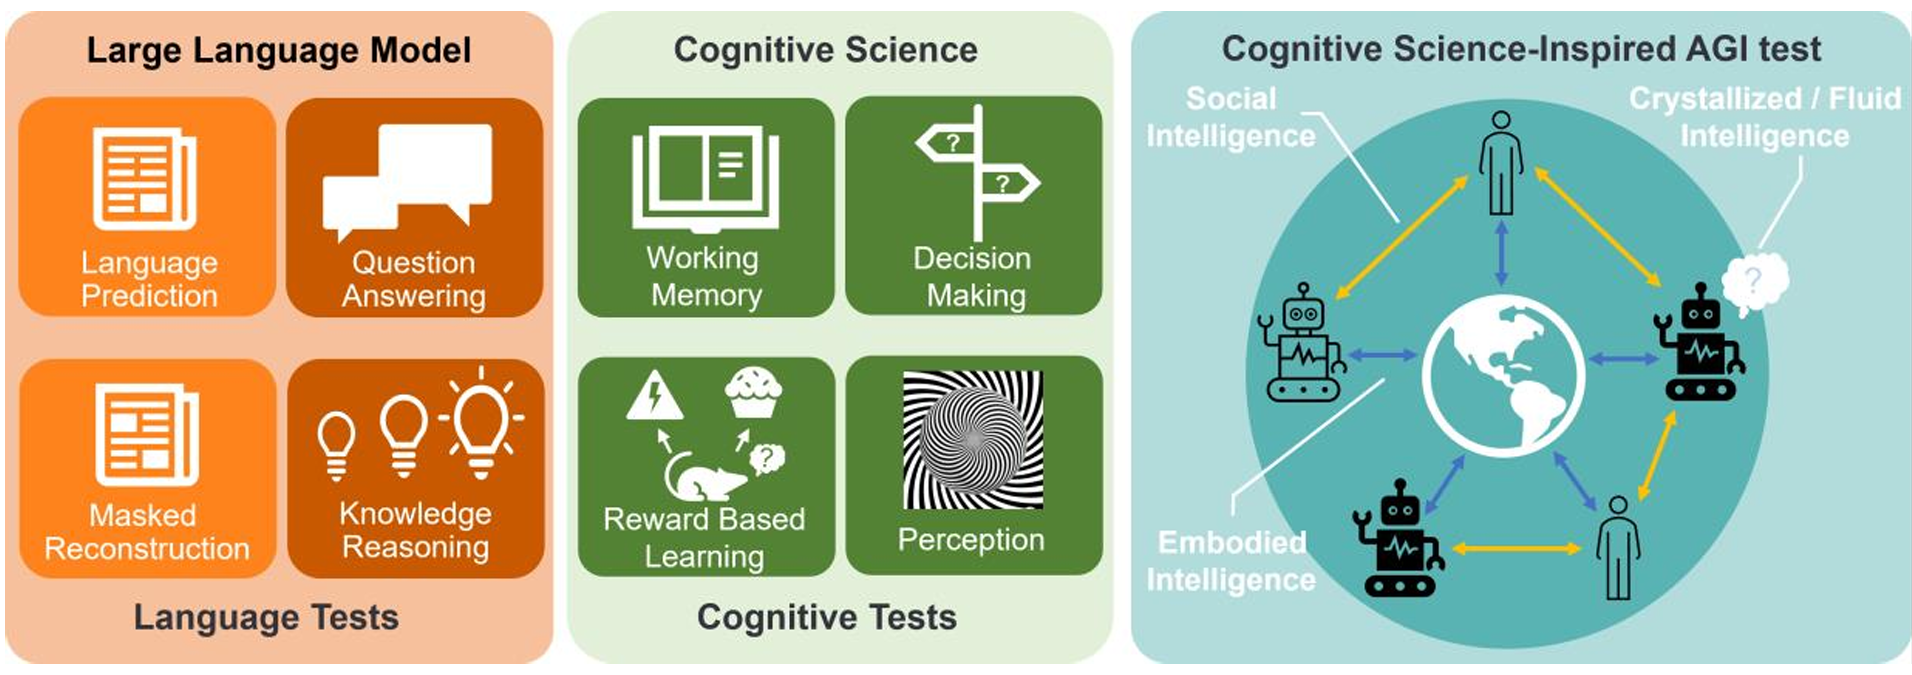 Large Language Model
Language
Prediction
Question
Answering
Masked
Reconstruction
Knowledge
Reasoning
Language Tests
Cognitive Science
Working
Memory
?
?
Decision
Making
?
Reward Based
Learning
Perception
Cognitive Tests
Cognitive Science-Inspired AGI test
Social
Intelligence
Crystallized / Fluid
Intelligence
?
Embodied
Intelligence